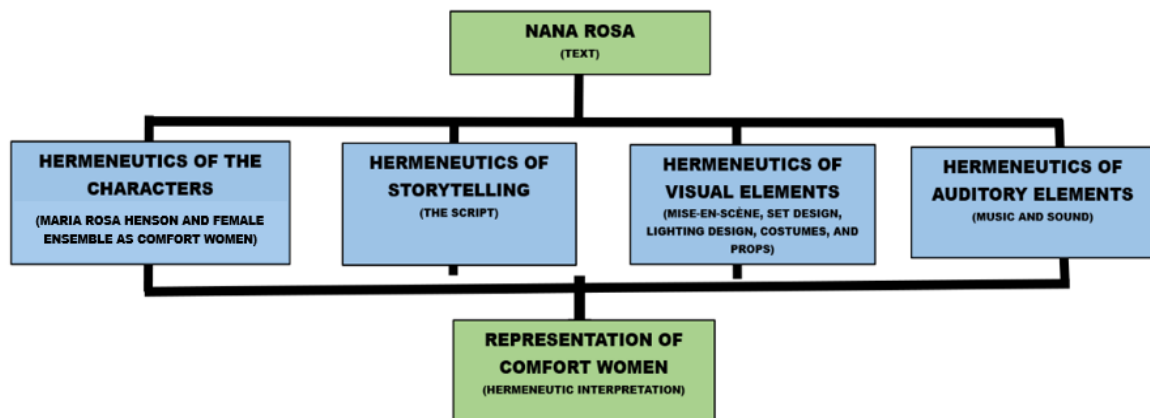 NANA ROSA
(TEXT)
HERMENEUTICS OF THE
CHARACTERS
(MARIA ROSA HENSON AND FEMALE
ENSEMBLE AS COMFORT WOMEN)
HERMENEUTICS OF
STORYTELLING
(THE SCRIPT)
HERMENEUTICS OF
VISUAL ELEMENTS
(MISE-EN-SCÈNE, SET DESIGN,
LIGHTING DESIGN, COSTUMES, AND
PROPS)
HERMENEUTICS OF
AUDITORY ELEMENTS
(MUSIC AND SOUND)
REPRESENTATION OF
COMFORT WOMEN
(HERMENEUTIC INTERPRETATION)